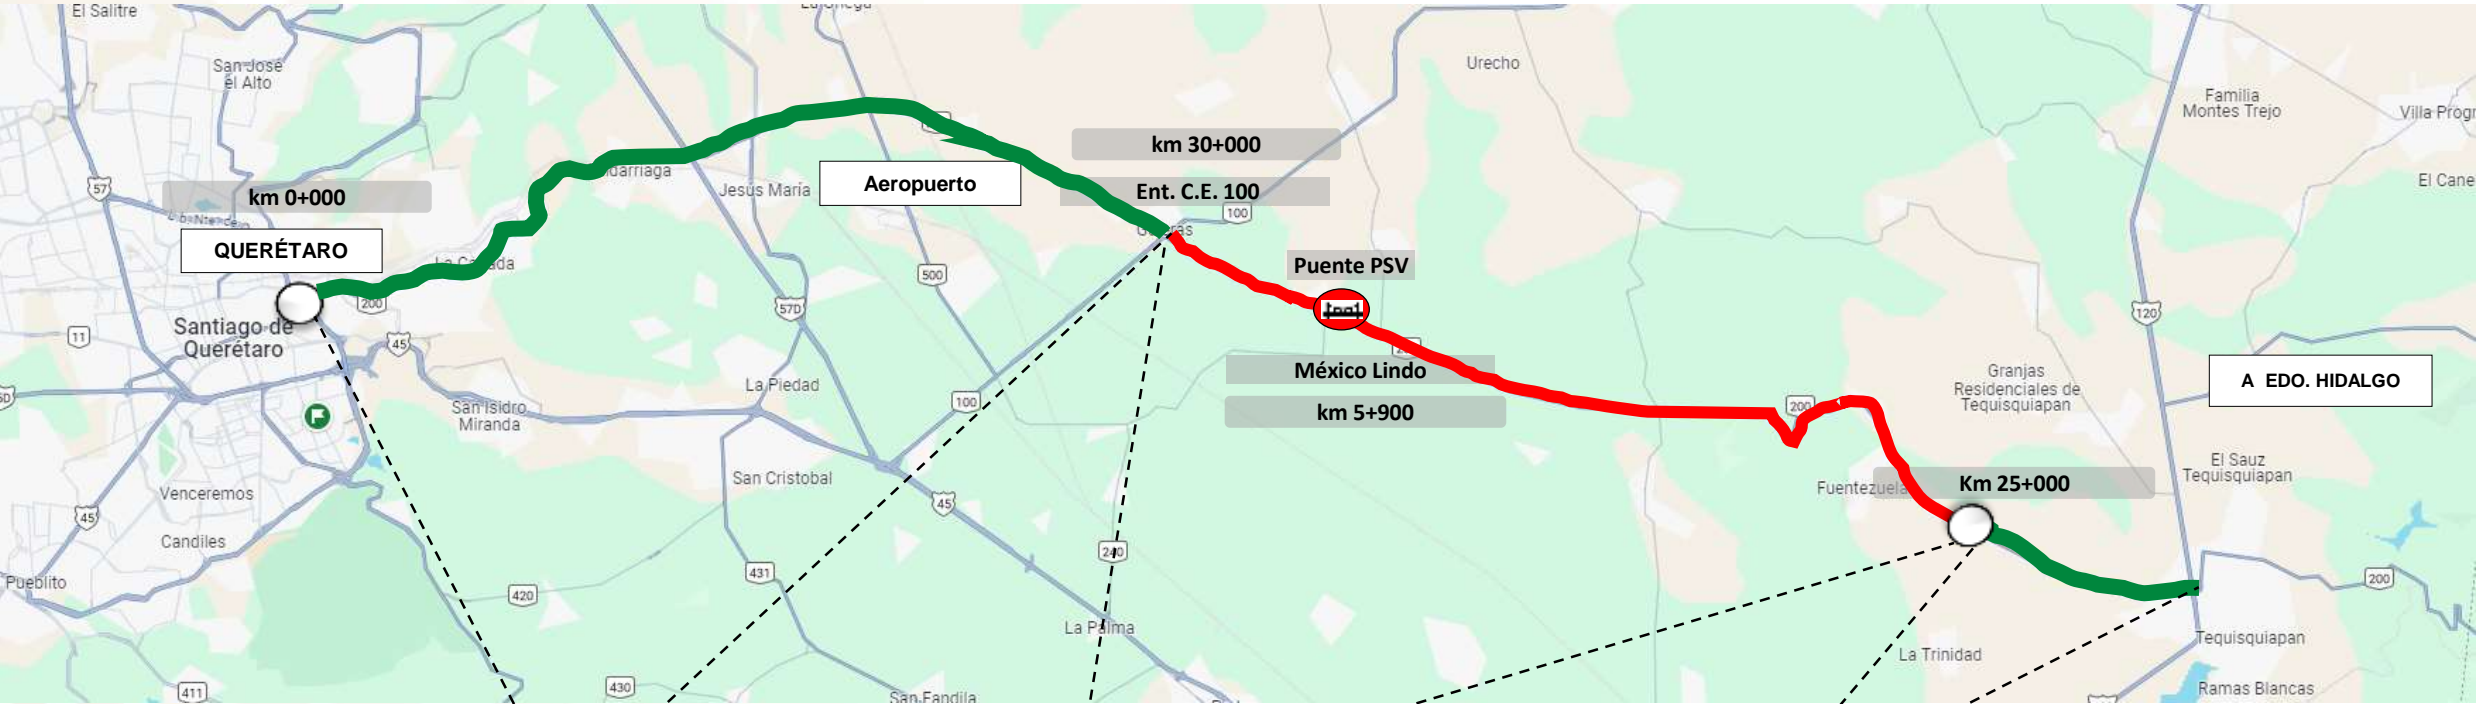 El Salitre
San José
el Alto
Urecho
Familia
Montes Trejo
Villa Progr
km 30+000
57
km 0+000
Jesús María
Aeropuerto
Ent. C.E. 100
El Cane
100
QUERÉTARO
Puente PSV
500
200
57D
120
Santiago de
Querétaro
11
45
México Lindo
km 5+900
A EDO. HIDALGO
La Piedad
Granjas
Residenciales de
Tequisquiapan
100
200
San Isidro
Miranda
San Cristobal
El Sauz
Tequisquiapan
Venceremos
Fuentezuela
Km 25+000
45
45
Candiles
240
431
420
Pueblito
200
La Palma
Tequisquiapan
La Trinidad
411
430
San Fandila
Ramas Blancas